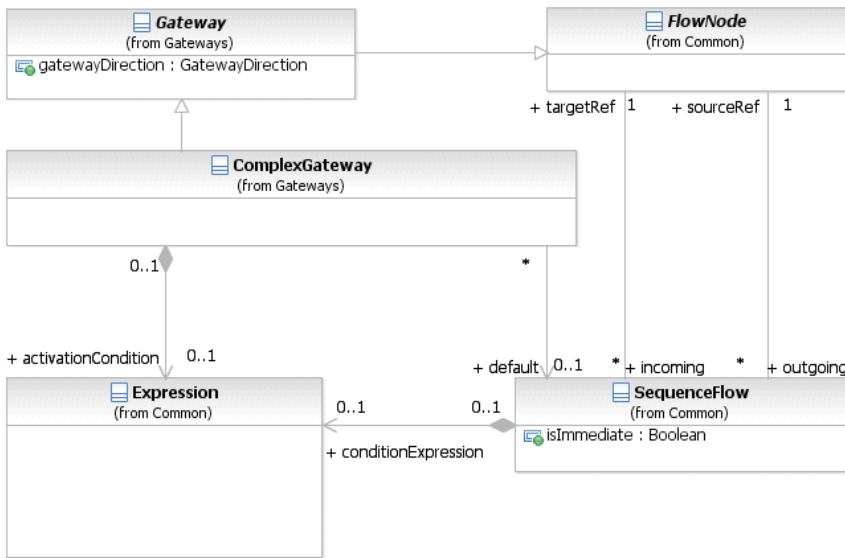 Gateway
(from Gateways)
gatewayDirection : GatewayDirection
FlowNode
(from Common)
+ targetRef 1 + sourceRef 1
ComplexGateway
(from Gateways)
0..1 *
+ activationCondition 0..1
+ default 0..1 * + incoming * + outgoing
Expression
(from Common)
SequenceFlow
(from Common)
isImmediate : Boolean
0..1 0..1
+ conditionExpression